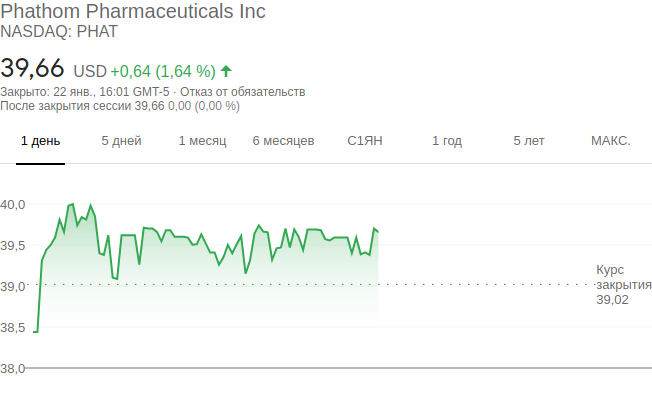 Phathom Pharmaceuticals Inc
NASDAQ: PHAT
39,66 USD +0,64 (1,64 %)
Закрыто: 22 янв., 16:01 GMT-5 · Отказ от обязательств
После закрытия сессии 39,66 0,00 (0,00 %)
1 день 5 дней 1 месяц 6 месяцев С1ЯН 1 год 5 лет МАКС.
40,0
39,5
39,0
38,5
38,0
Курс
закрытия
39,02